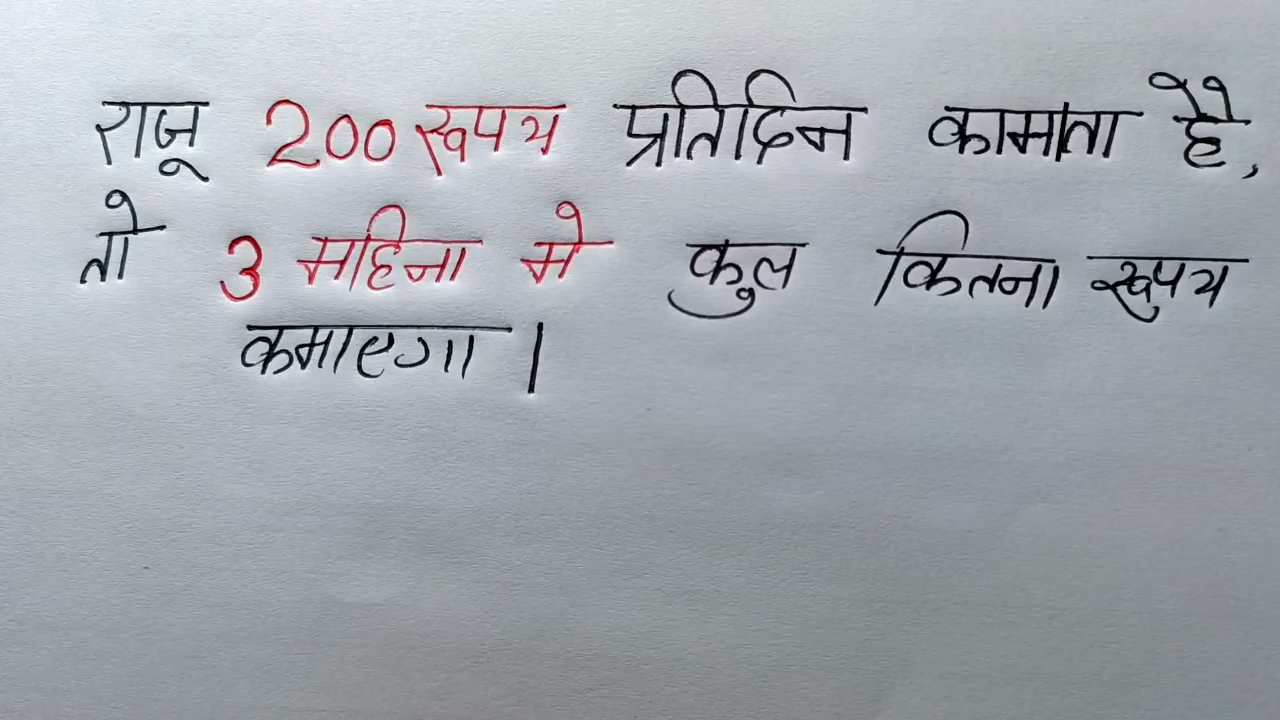 राजू 200 रूपय प्रतिदिन कामाता है,
तो 3 महिना मे कुल कितना रूपय
कमाएगा |